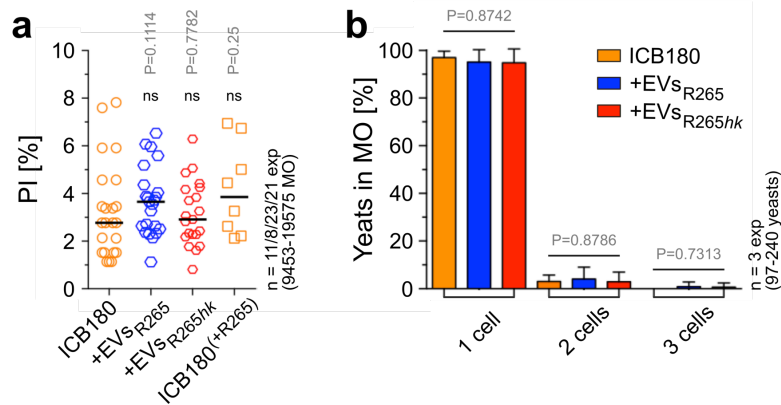 a
P=0.1114
P=0.7782
P=0.25
10
8
6
4
2
0
PI [%]
ns
ns
ns
n = 11/8/23/21 exp
(9453-19575 MO)
ICB180
+EVsR265
+EVsR265hk
ICB180(+R265)
b
P=0.8742
100
80
60
40
20
0
Yeats in MO [%]
ICB180
+EVsR265
+EVsR265hk
P=0.8786
P=0.7313
n = 3 exp
(97-240 yeasts)
1 cell
2 cells
3 cells